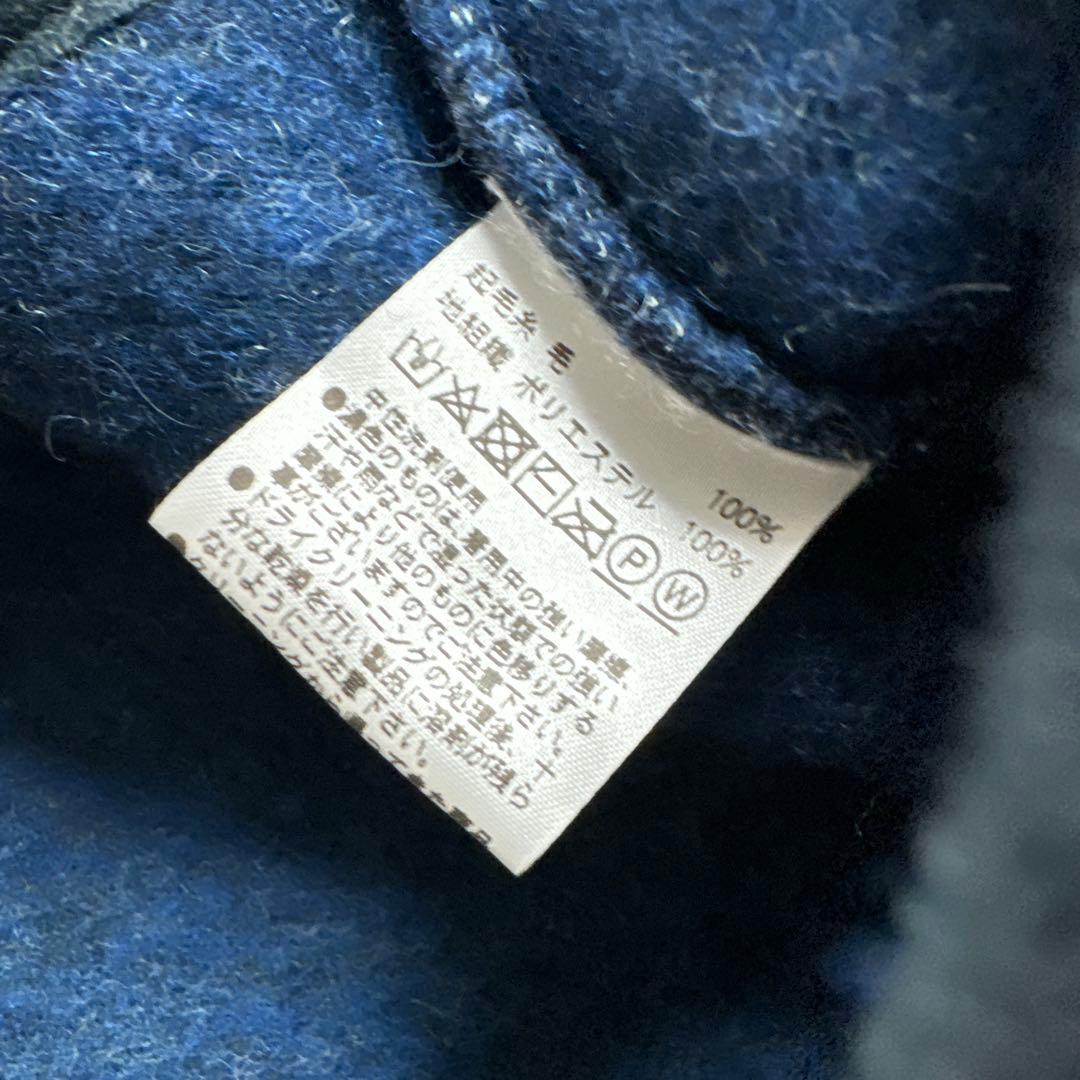 起毛糸 毛 100%
地組織 ポリエステル 100%
P W
中性洗剤使用
●濃色のものは、着用中の強い摩擦、
汗や雨などで湿った状態での強い
摩擦により他のものに色移りする
事がございますのでご注意下さい。
●ドライクリーニングの処理後、十
分な乾燥を行い製品に溶剤が残ら
ないようにご注意下さい。